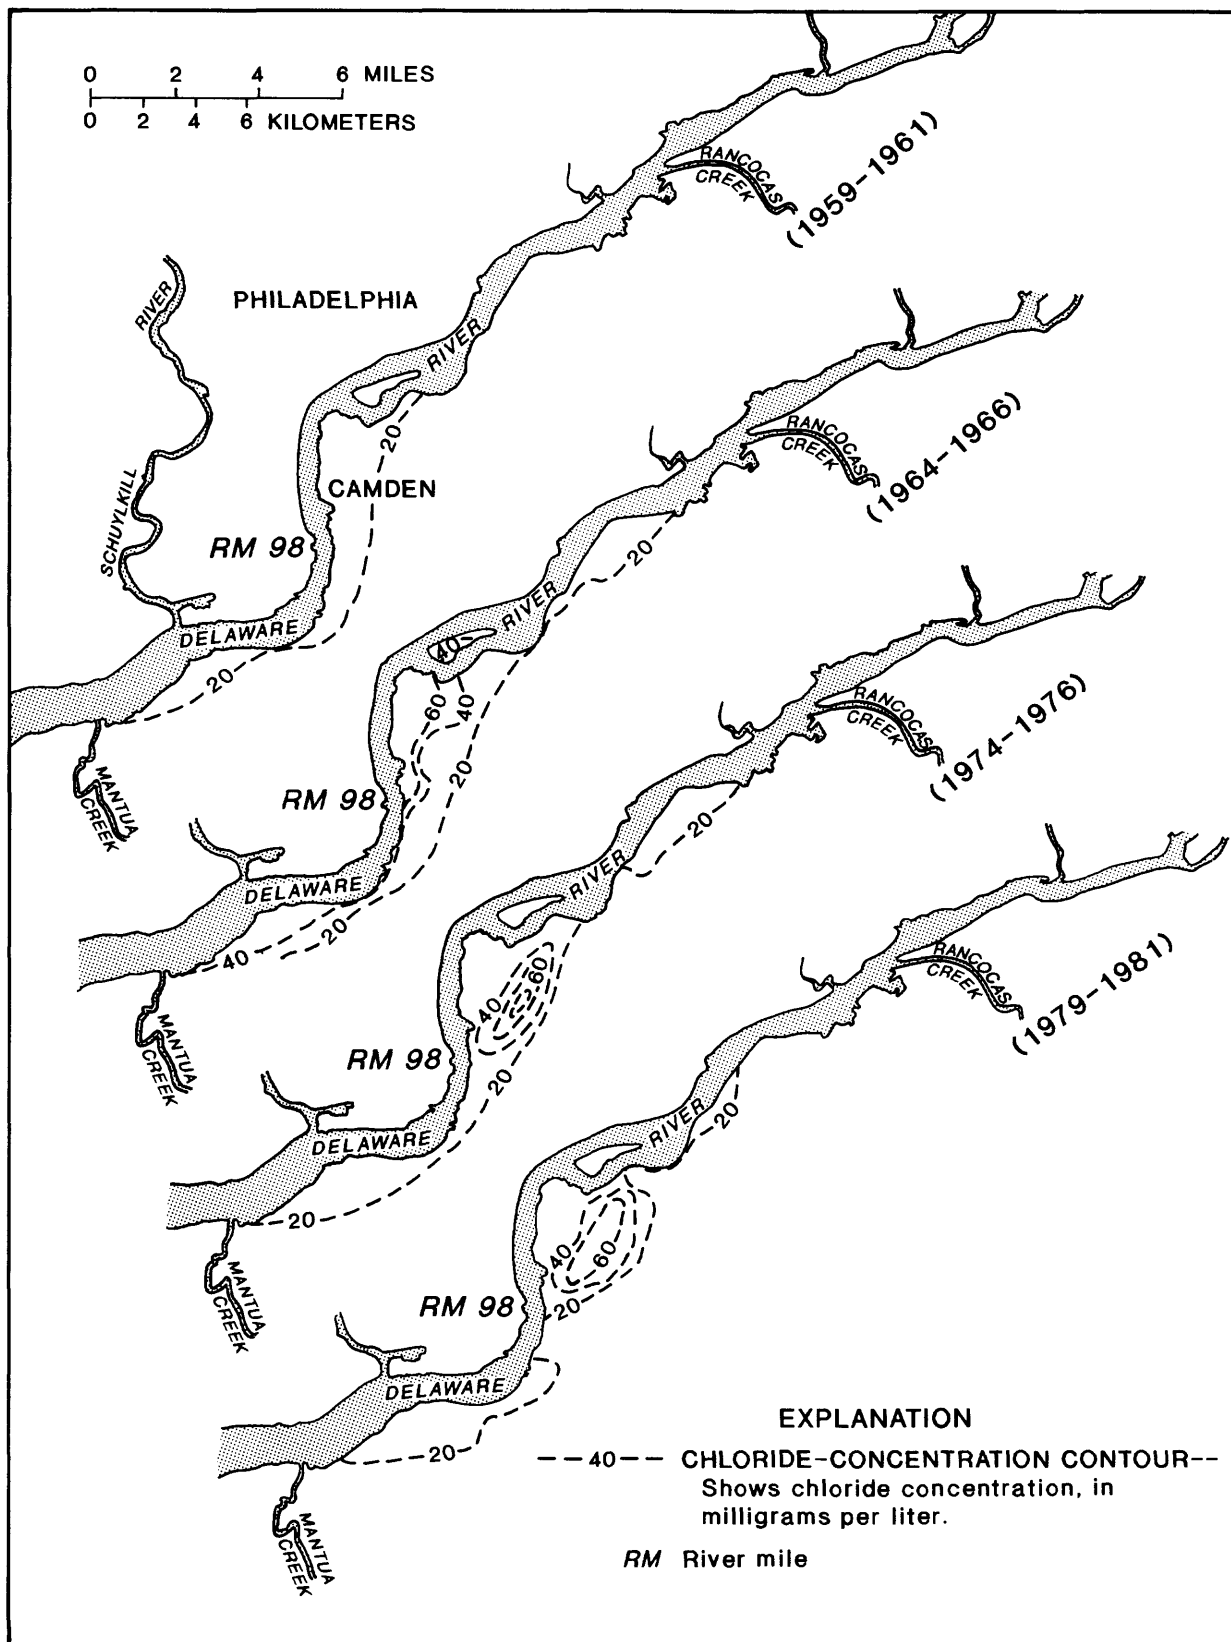 0 2 4 6 MILES
0 2 4 6 KILOMETERS
RANCOCAS
CREEK
(1959-1961)
RIVER
PHILADELPHIA
RIVER
20
SCHUYLKILL
CAMDEN
RM 98
DELAWARE
20
MANTUA
CREEK
RANCOCAS
CREEK
(1964-1966)
20
RIVER
40
60
40
20
RM 98
DELAWARE
40
20
MANTUA
CREEK
RANCOCAS
CREEK
(1974-1976)
20
RIVER
60
40
RM 98
20
DELAWARE
20
MANTUA
CREEK
RANCOCAS
CREEK
(1979-1981)
RIVER
20
40
60
RM 98
20
DELAWARE
20
MANTUA
CREEK
EXPLANATION
--40-- CHLORIDE-CONCENTRATION CONTOUR--
Shows chloride concentration, in
milligrams per liter.
RM River mile